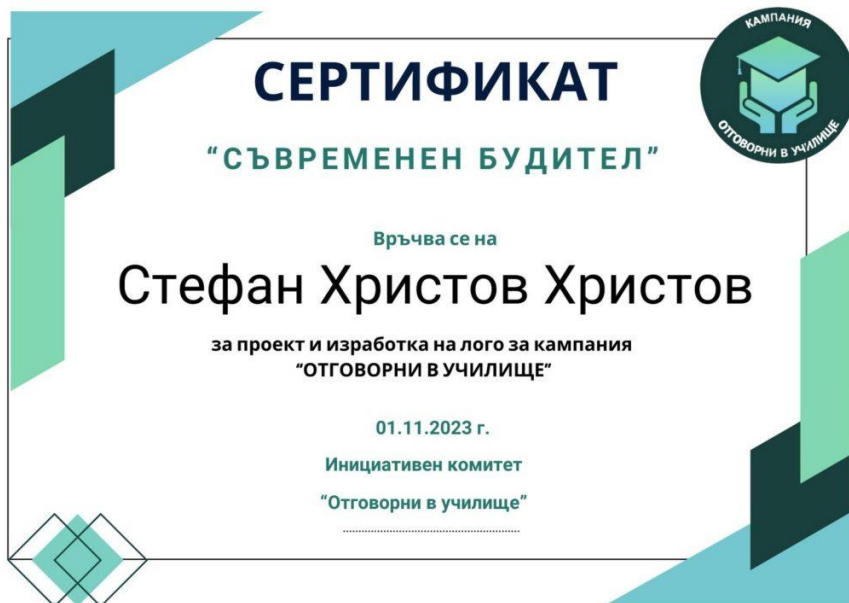 КАМПАНИЯ
ОТГОВОРНИ В УЧИЛИЩЕ
СЕРТИФИКАТ
“СЪВРЕМЕНЕН БУДИТЕЛ”
Връчва се на
Стефан Христов Христов
за проект и изработка на лого за кампания
“ОТГОВОРНИ В УЧИЛИЩЕ”
01.11.2023 г.
Инициативен комитет
“Отговорни в училище”